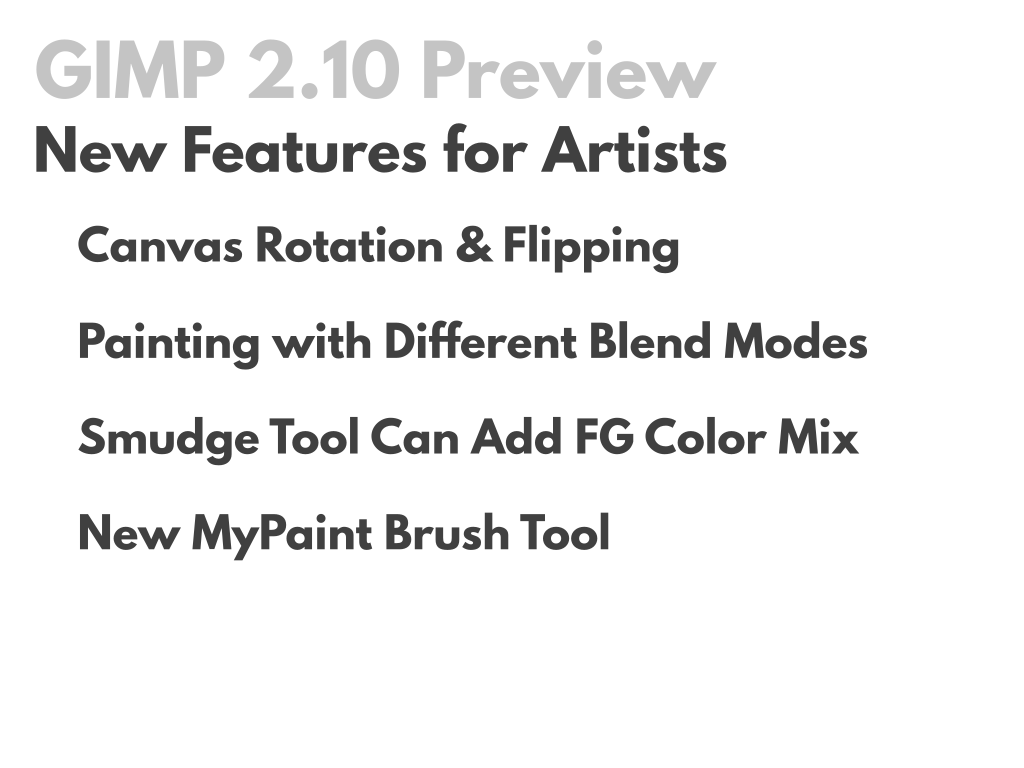 GIMP 2.10 Preview
New Features for Artists
Canvas Rotation & Flipping
Painting with Different Blend Modes
Smudge Tool Can Add FG Color Mix
New MyPaint Brush Tool